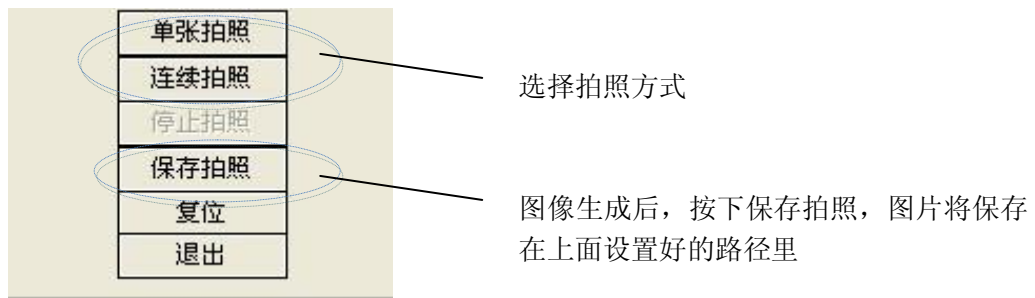 单张拍照
连续拍照
停止拍照
保存拍照
复位
退出
选择拍照方式
图像生成后，按下保存拍照，图片将保存
在上面设置好的路径里